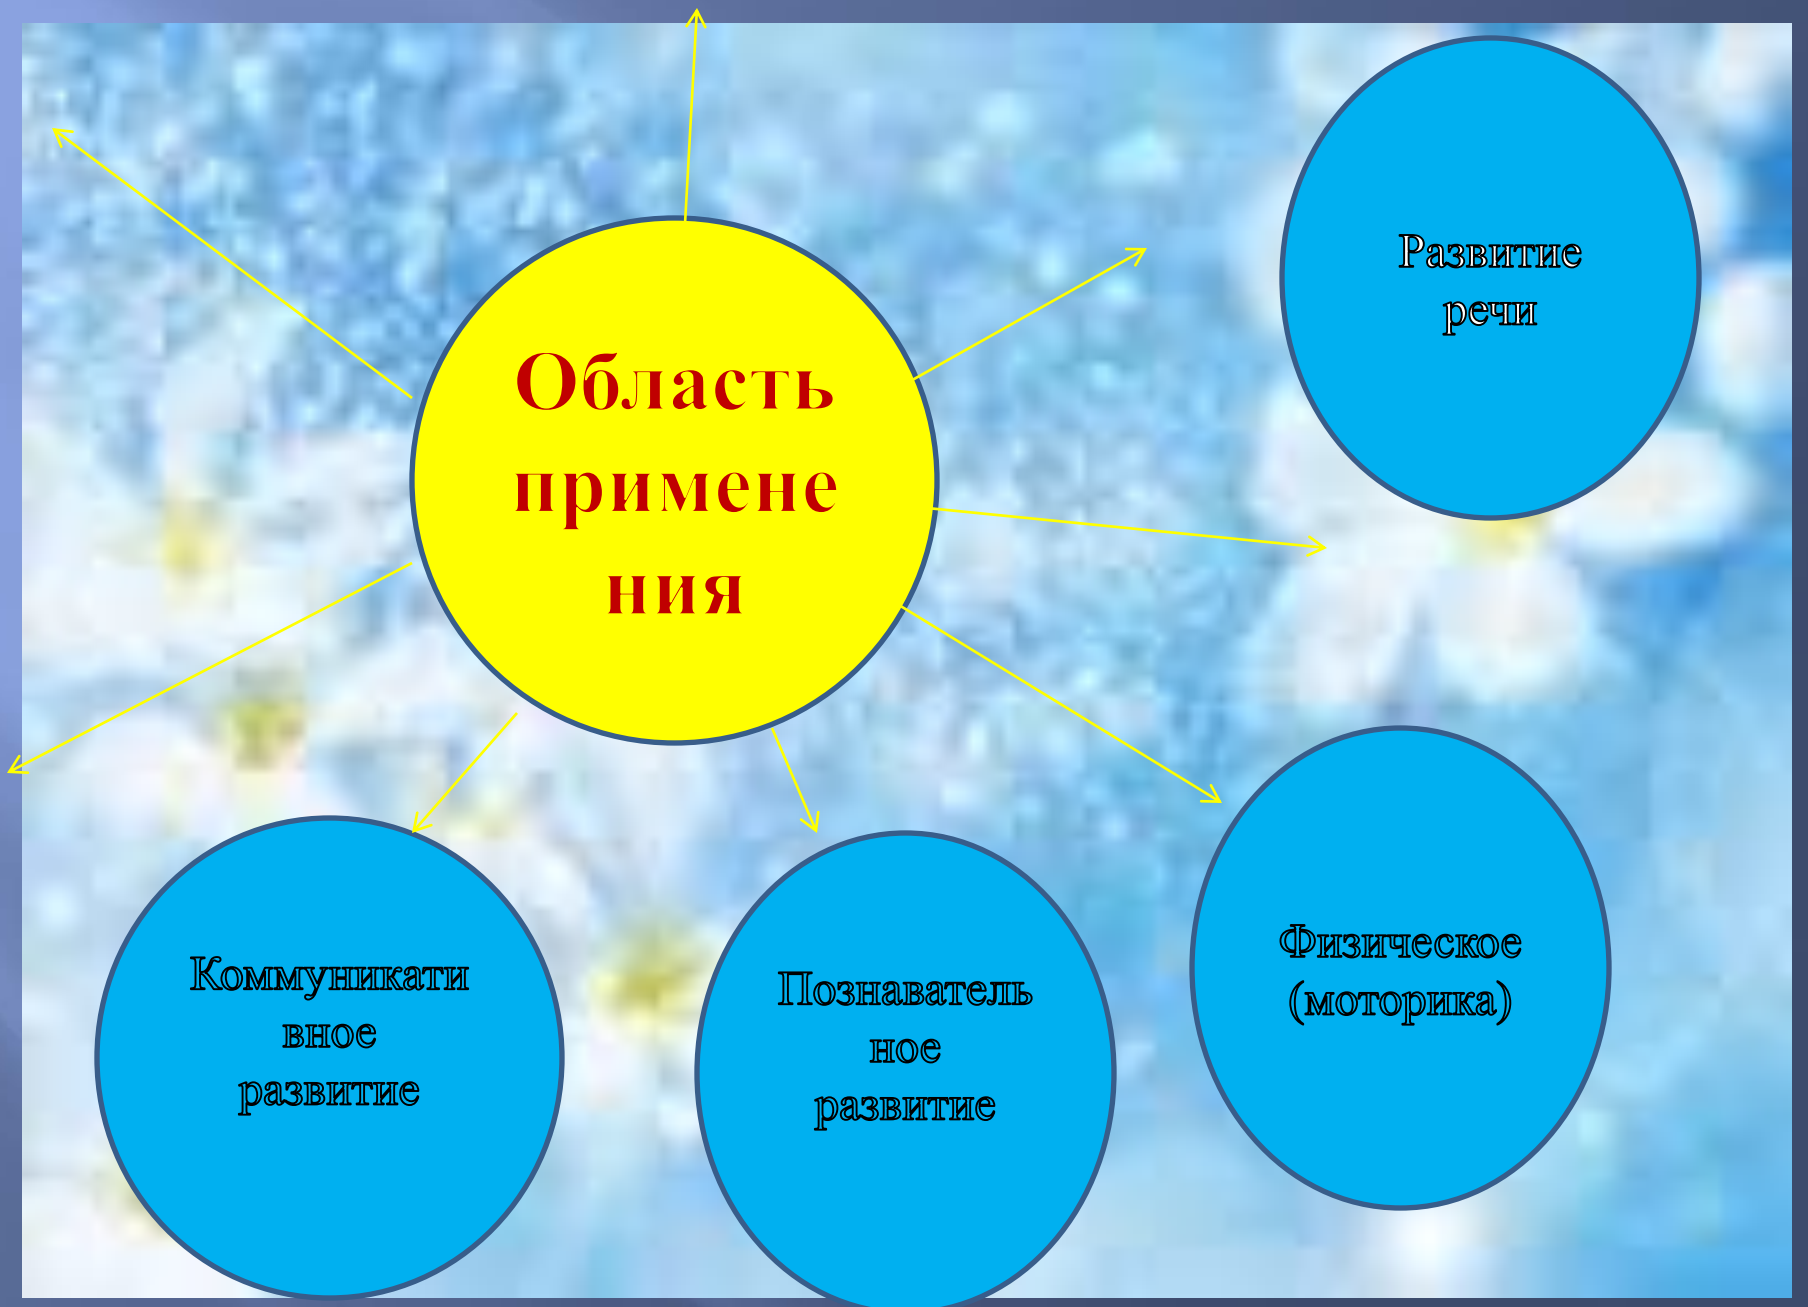 Область
примене
ния
Развитие
речи
Физическое
(моторика)
Коммуникати
вное
развитие
Познаватель
ное
развитие